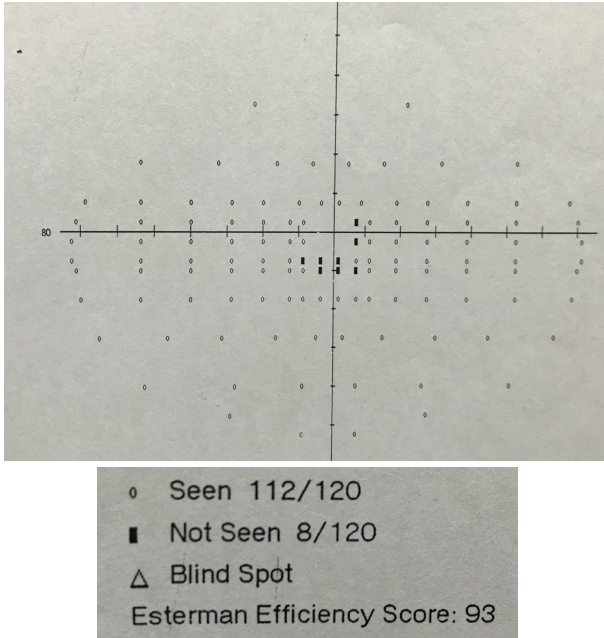 80
Seen 112/120
Not Seen 8/120
Blind Spot
Esterman Efficiency Score: 93